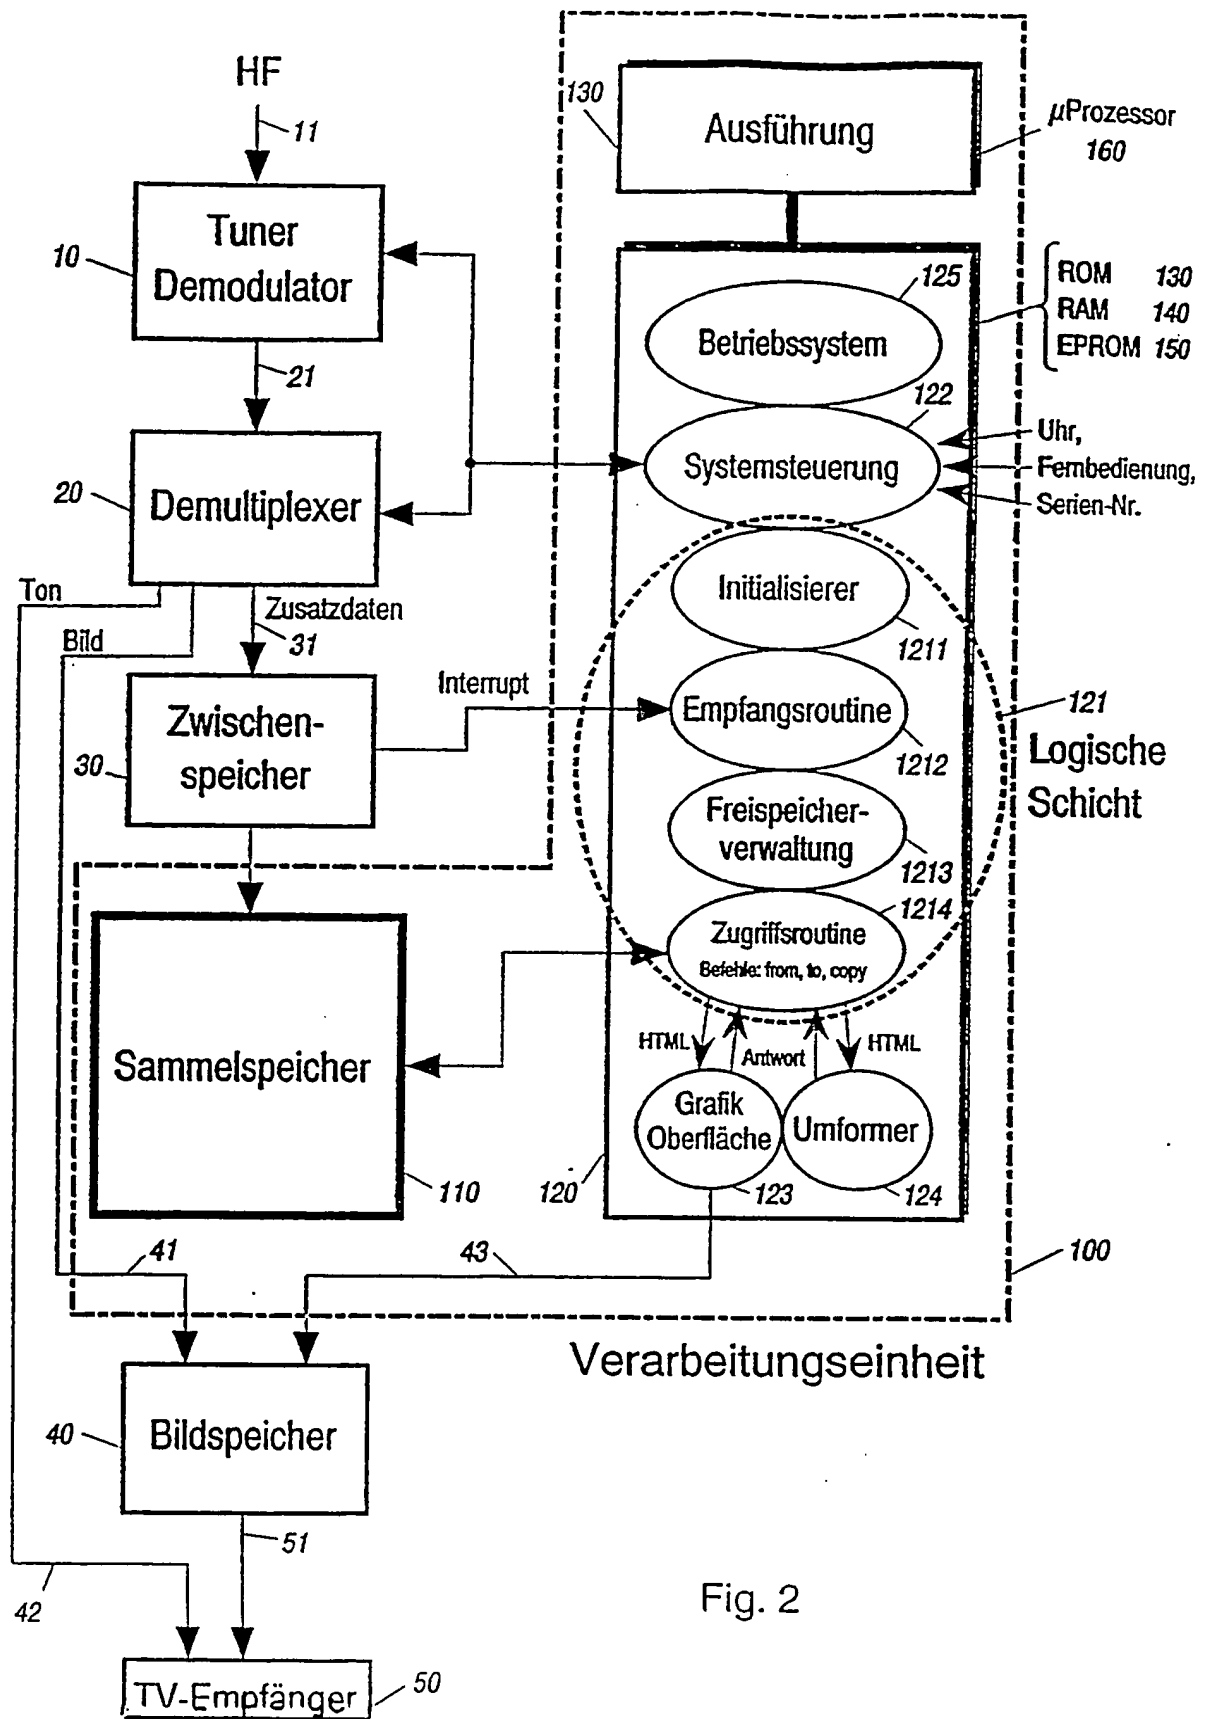 HF
11
Tuner
Demodulator
10
21
Demultiplexer
20
Ton
Bild
Zusatzdaten
31
Zwischen-
speicher
30
Interrupt
Sammelspeicher
110
41
43
Bildspeicher
40
51
42
TV-Empfänger
50
130
Ausführung
µProzessor
160
ROM 130
RAM 140
EPROM 150
125
Betriebssystem
122
Systemsteuerung
Uhr,
Fernbedienung,
Serien-Nr.
Initialisierer
1211
Empfangsroutine
1212
121
Logische
Schicht
Freispeicher-
verwaltung
1213
1214
Zugriffsroutine
Befehle: from, to, copy
HTML
Antwort
HTML
Grafik
Oberfläche
Umformer
120
123
124
100
Verarbeitungseinheit
Fig. 2